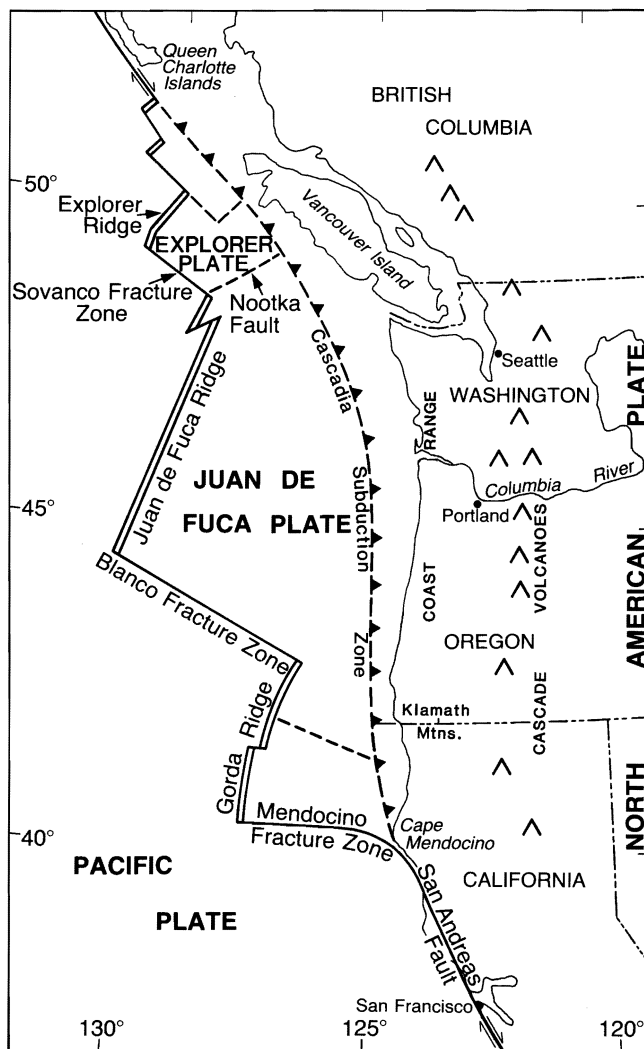 Queen
Charlotte
Islands
BRITISH
COLUMBIA
50°
Explorer
Ridge
EXPLORER
PLATE
Vancouver Island
Sovanco Fracture
Zone
Nootka
Fault
Cascadia
Subduction
Zone
Juan de Fuca Ridge
Seattle
WASHINGTON
RANGE
COAST
PLATE
AMERICAN
NORTH
JUAN DE
FUCA PLATE
45°
Columbia
River
Portland
VOLCANOES
CASCADE
Blanco Fracture Zone
OREGON
Klamath
Mtns.
Gorda Ridge
Mendocino
Fracture Zone
40°
Cape
Mendocino
PACIFIC
PLATE
CALIFORNIA
San Andreas
Fault
San Francisco
130°
125°
120°